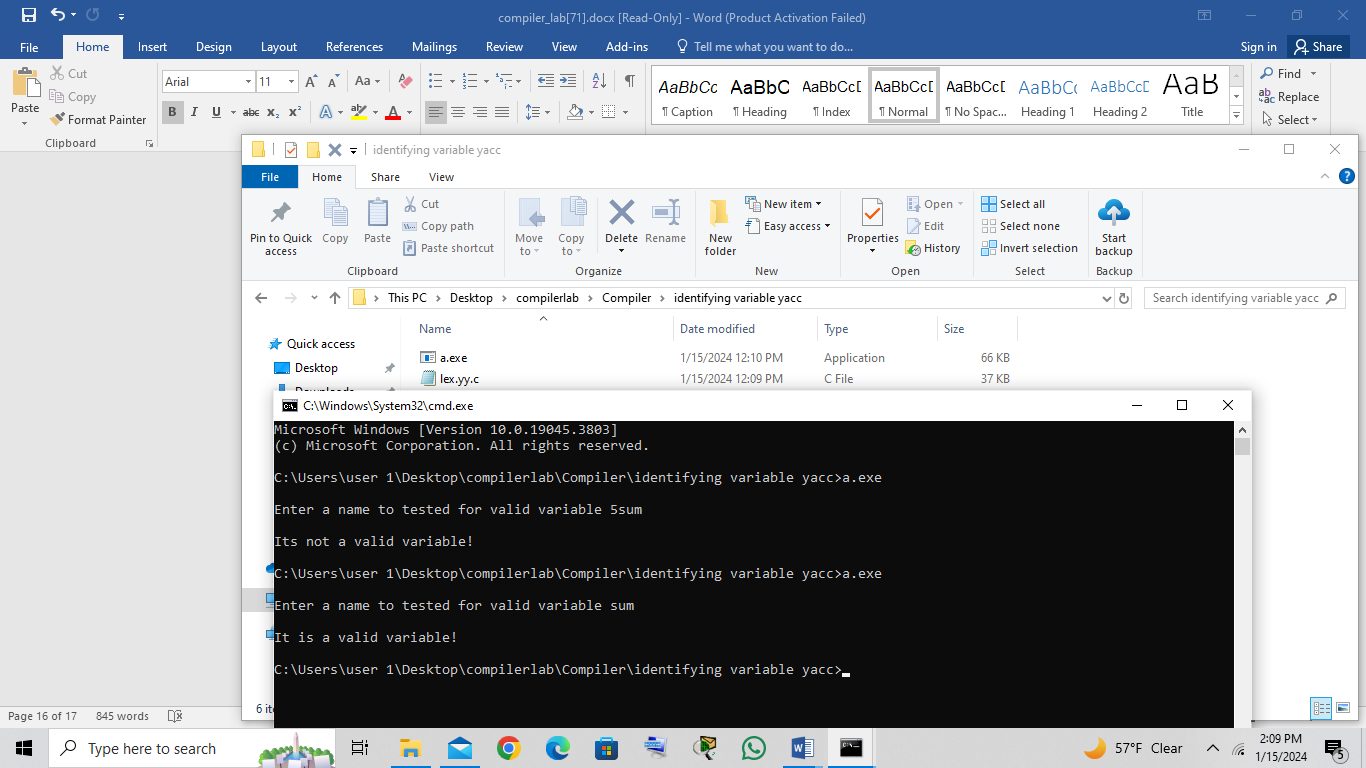 compiler_lab[71].docx [Read-Only] - Word (Product Activation Failed)
File Home Insert Design Layout References Mailings Review View Add-ins Tell me what you want to do... Sign in Share
Paste
Cut
Copy
Format Painter
Clipboard
Arial 11
AaBbCc AaBbC AaBbCcD AaBbCcD AaBbCcD AaBbC AaBbCcD AaB
¶ Caption ¶ Heading ¶ Index ¶ Normal ¶ No Spac... Heading 1 Heading 2 Title
Find
Replace
Select
identifying variable yacc
File Home Share View
Pin to Quick access
Copy
Paste
Cut
Copy path
Paste shortcut
Clipboard
Move to
Copy to
Delete
Rename
Organize
New folder
New item
Easy access
New
Properties
Open
Edit
History
Open
Select all
Select none
Invert selection
Select
Start backup
Backup
This PC > Desktop > compilerlab > Compiler > identifying variable yacc
Search identifying variable yacc
Name Date modified Type Size
Quick access
Desktop
Downloads
a.exe 1/15/2024 12:10 PM Application 66 KB
lex.yy.c 1/15/2024 12:09 PM C File 37 KB
C:\Windows\System32\cmd.exe
Microsoft Windows [Version 10.0.19045.3803]
(c) Microsoft Corporation. All rights reserved.
C:\Users\user 1\Desktop\compilerlab\Compiler\identifying variable yacc>a.exe
Enter a name to tested for valid variable 5sum
Its not a valid variable!
C:\Users\user 1\Desktop\compilerlab\Compiler\identifying variable yacc>a.exe
Enter a name to tested for valid variable sum
It is a valid variable!
C:\Users\user 1\Desktop\compilerlab\Compiler\identifying variable yacc>
6
Page 16 of 17 845 words
Type here to search
57°F Clear
2:09 PM
1/15/2024
5